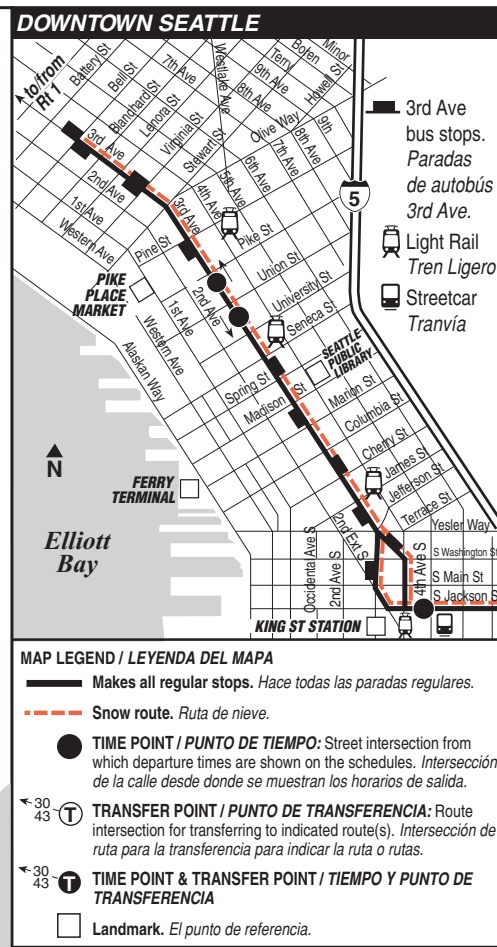 DOWNTOWN SEATTLE
to/from
Rt 1
Battery St
Bell St
Blanchard St
Lenora St
Virginia St
Stewart St
7th Ave
8th Ave
9th Ave
Westlake Ave
Terry
Boren
Minor
Howell St
Olive Way
9th
8th Ave
7th Ave
6th Ave
5th Ave
4th Ave
3rd Ave
3rd Ave
2nd Ave
1st Ave
Western Ave
Pine St
Pike St
Union St
University St
Seneca St
PIKE
PLACE
MARKET
1st Ave
2nd Ave
Western Ave
Alaskan Way
Spring St
Madison St
SEATTLE
PUBLIC
LIBRARY
Marion St
Columbia St
Cherry St
James St
Jefferson St
Terrace St
Yesler Way
S Washington St
S Main St
S Jackson S
4th Ave S
2nd Ext S
2nd Ave S
Occidental Ave S
N
FERRY
TERMINAL
Elliott
Bay
KING ST STATION
5
3rd Ave
bus stops.
Paradas
de autobús
3rd Ave.
Light Rail
Tren Ligero
Streetcar
Tranvía
MAP LEGEND / LEYENDA DEL MAPA
Makes all regular stops. Hace todas las paradas regulares.
Snow route. Ruta de nieve.
TIME POINT / PUNTO DE TIEMPO: Street intersection from
which departure times are shown on the schedules. Intersección
de la calle desde donde se muestran los horarios de salida.
30
43
T
TRANSFER POINT / PUNTO DE TRANSFERENCIA: Route
intersection for transferring to indicated route(s). Intersección de
ruta para la transferencia para indicar la ruta o rutas.
30
43
T
TIME POINT & TRANSFER POINT / TIEMPO Y PUNTO DE
TRANSFERENCIA
Landmark. El punto de referencia.